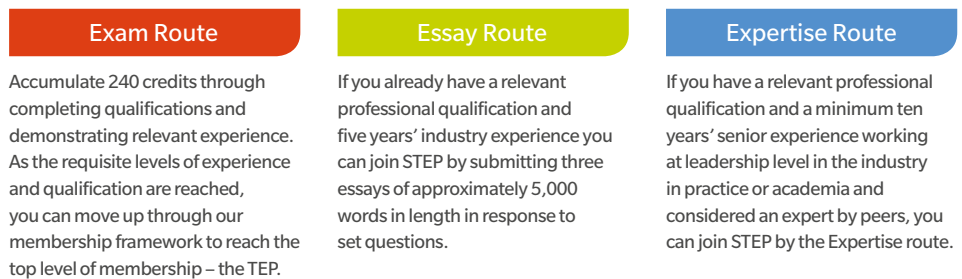 Exam Route
Accumulate 240 credits through
completing qualifications and
demonstrating relevant experience.
As the requisite levels of experience
and qualification are reached,
you can move up through our
membership framework to reach the
top level of membership – the TEP.
Essay Route
If you already have a relevant
professional qualification and
five years’ industry experience you
can join STEP by submitting three
essays of approximately 5,000
words in length in response to
set questions.
Expertise Route
If you have a relevant professional
qualification and a minimum ten
years’ senior experience working
at leadership level in the industry
in practice or academia and
considered an expert by peers, you
can join STEP by the Expertise route.